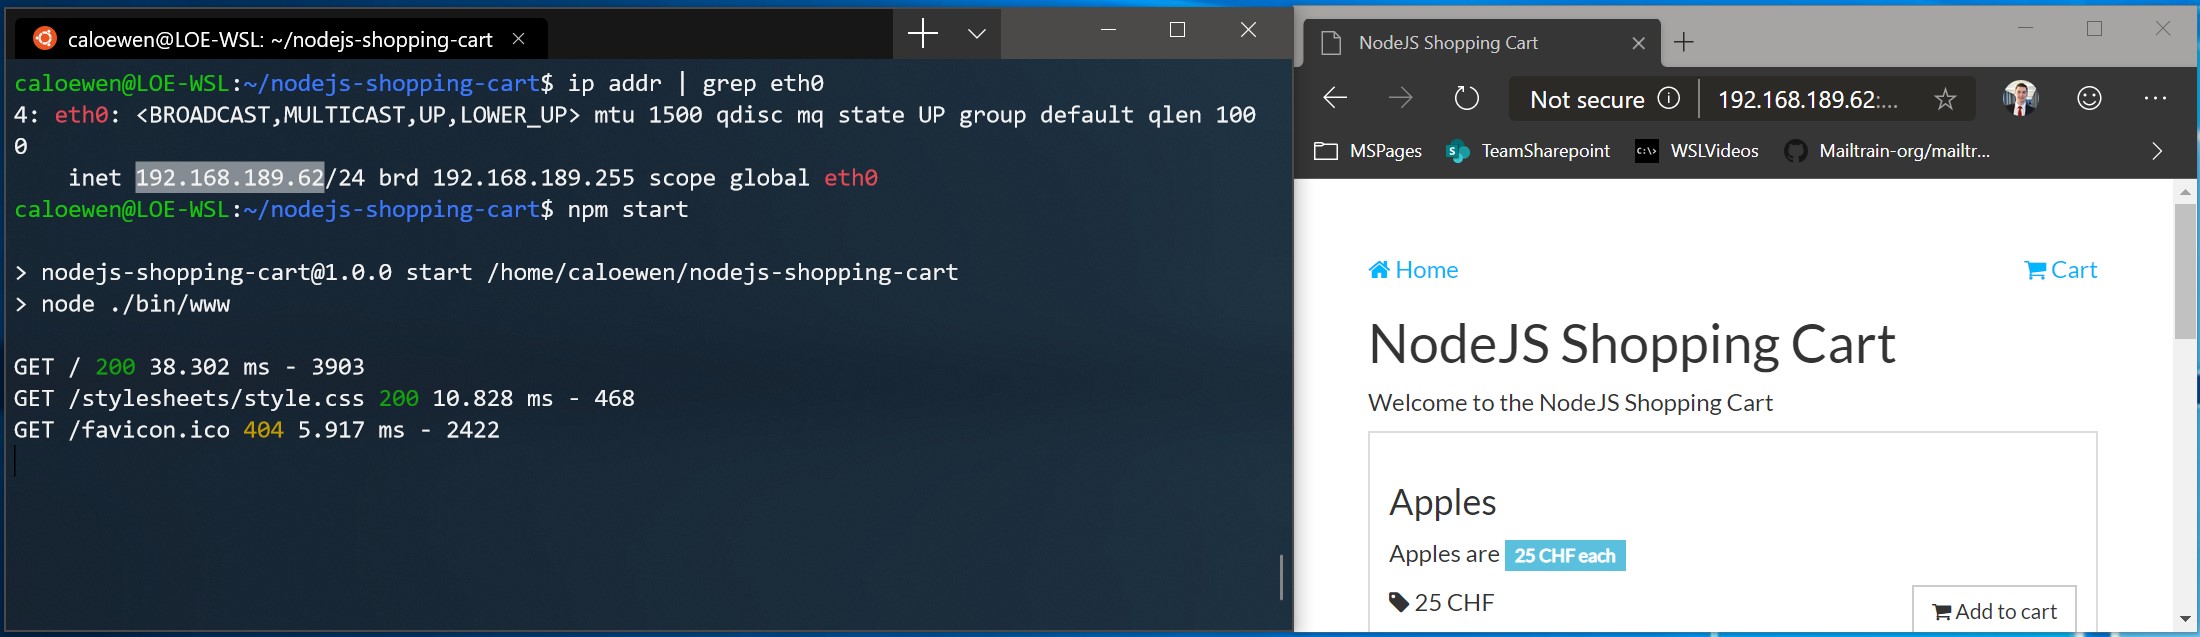 caloewen@LOE-WSL: ~/nodejs-shopping-cart
caloewen@LOE-WSL:~/nodejs-shopping-cart$ ip addr | grep eth0
4: eth0: <BROADCAST,MULTICAST,UP,LOWER_UP> mtu 1500 qdisc mq state UP group default qlen 100
0
inet 192.168.189.62/24 brd 192.168.189.255 scope global eth0
caloewen@LOE-WSL:~/nodejs-shopping-cart$ npm start
> nodejs-shopping-cart@1.0.0 start /home/caloewen/nodejs-shopping-cart
> node ./bin/www
GET / 200 38.302 ms - 3903
GET /stylesheets/style.css 200 10.828 ms - 468
GET /favicon.ico 404 5.917 ms - 2422
NodeJS Shopping Cart
Not secure 192.168.189.62:...
MSPages TeamSharepoint WSLVideos Mailtrain-org/mailtr...
Home Cart
NodeJS Shopping Cart
Welcome to the NodeJS Shopping Cart
Apples
Apples are 25 CHF each
25 CHF
Add to cart